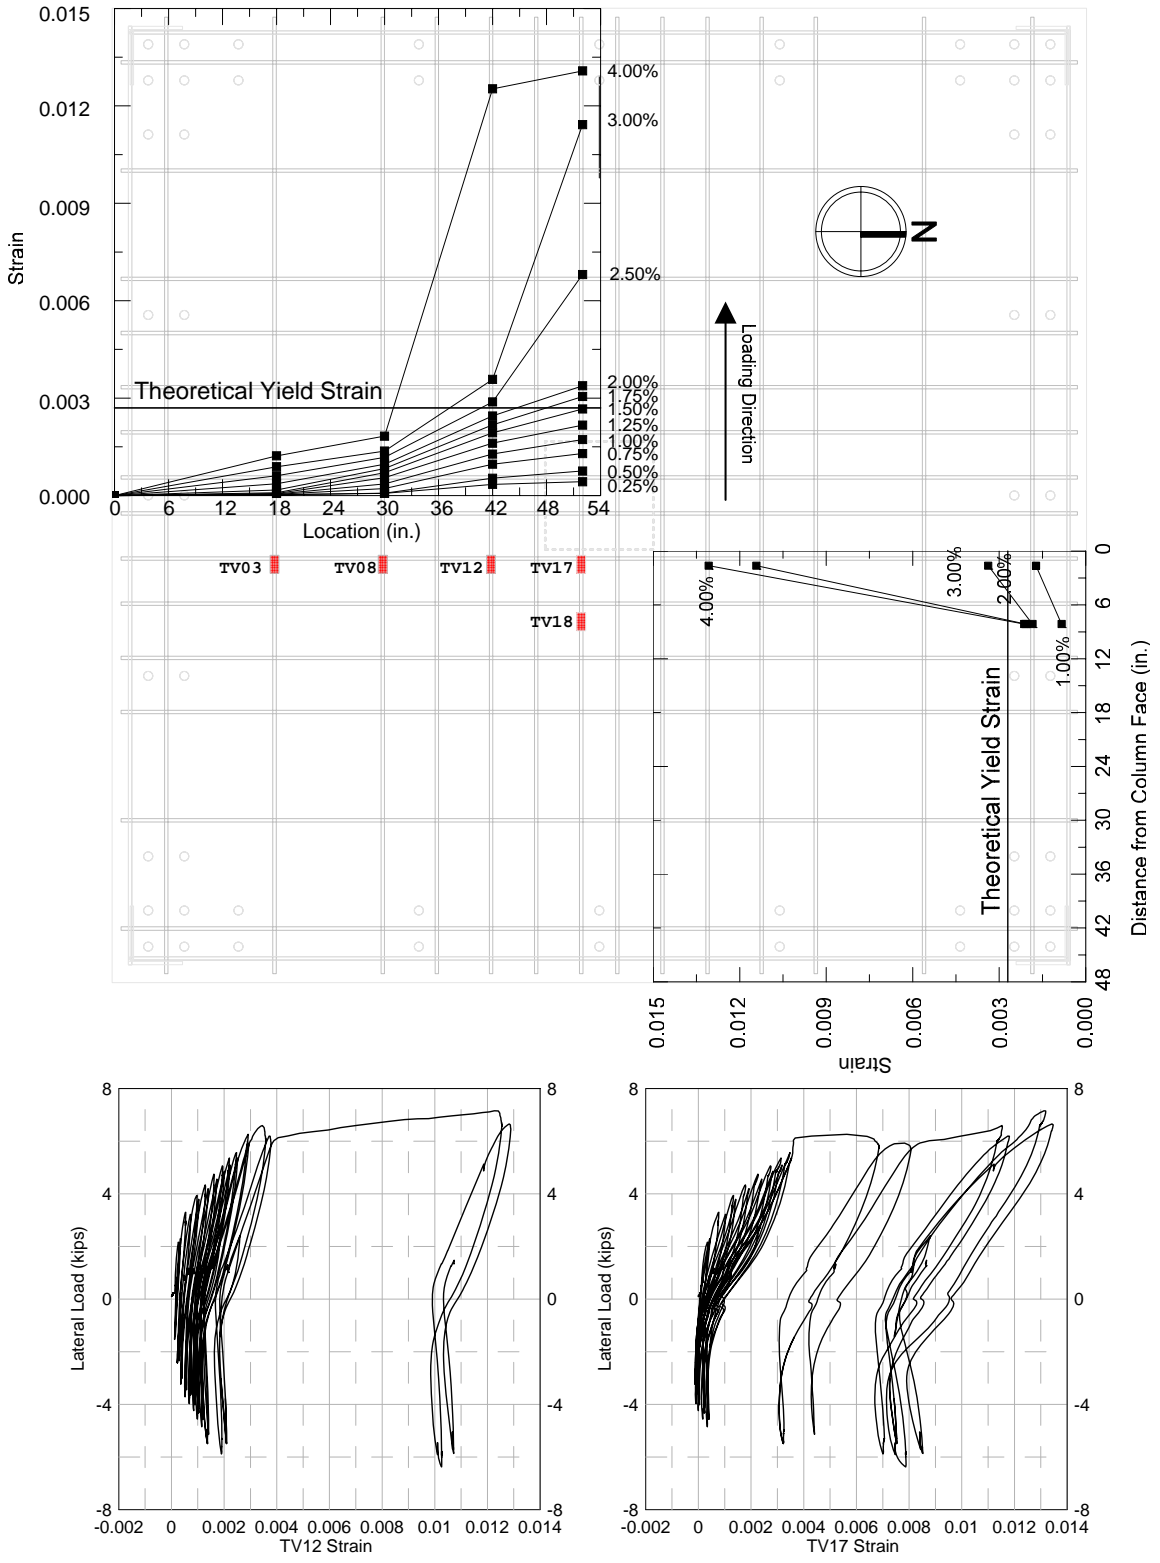 0.015
0.012
0.009
0.006
0.003
0.000
Strain
4.00%
3.00%
2.50%
2.00%
1.75%
1.50%
1.25%
1.00%
0.75%
0.50%
0.25%
Theoretical Yield Strain
0 6 12 18 24 30 36 42 48 54
Location (in.)
N
Loading Direction
TV03 TV08 TV12 TV17
TV18
4.00%
3.00%
2.00%
1.00%
Theoretical Yield Strain
0
6
12
18
24
30
36
42
48
Distance from Column Face (in.)
0.015 0.012 0.009 0.006 0.003 0.000
Strain
8
4
0
-4
-8
Lateral Load (kips)
8
4
0
-4
-8
-0.002 0 0.002 0.004 0.006 0.008 0.01 0.012 0.014
TV12 Strain
8
4
0
-4
-8
Lateral Load (kips)
8
4
0
-4
-8
-0.002 0 0.002 0.004 0.006 0.008 0.01 0.012 0.014
TV17 Strain